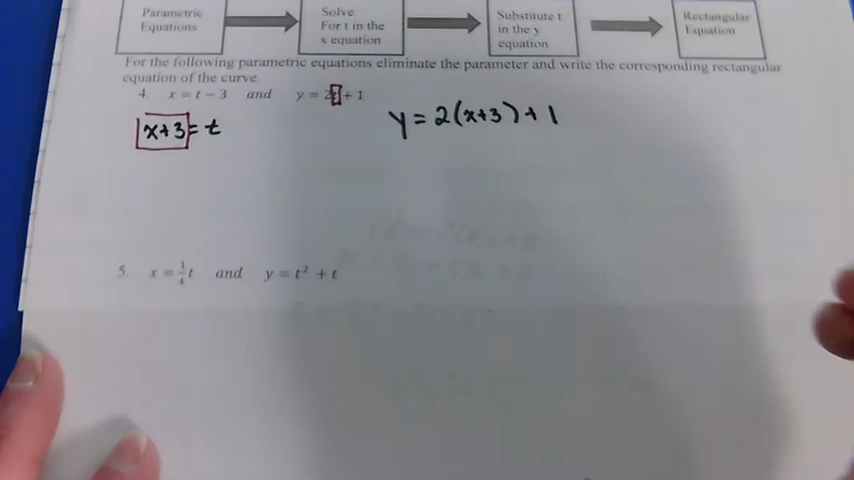 Parametric
Equations
Solve
For t in the
x equation
Substitute t
in the y
equation
Rectangular
Equation
For the following parametric equations eliminate the parameter and write the corresponding rectangular
equation of the curve
4. x = t − 3 and y = 2t + 1
x+3 = t
y = 2(x+3) + 1
5. x = 1/4 t and y = t² + t